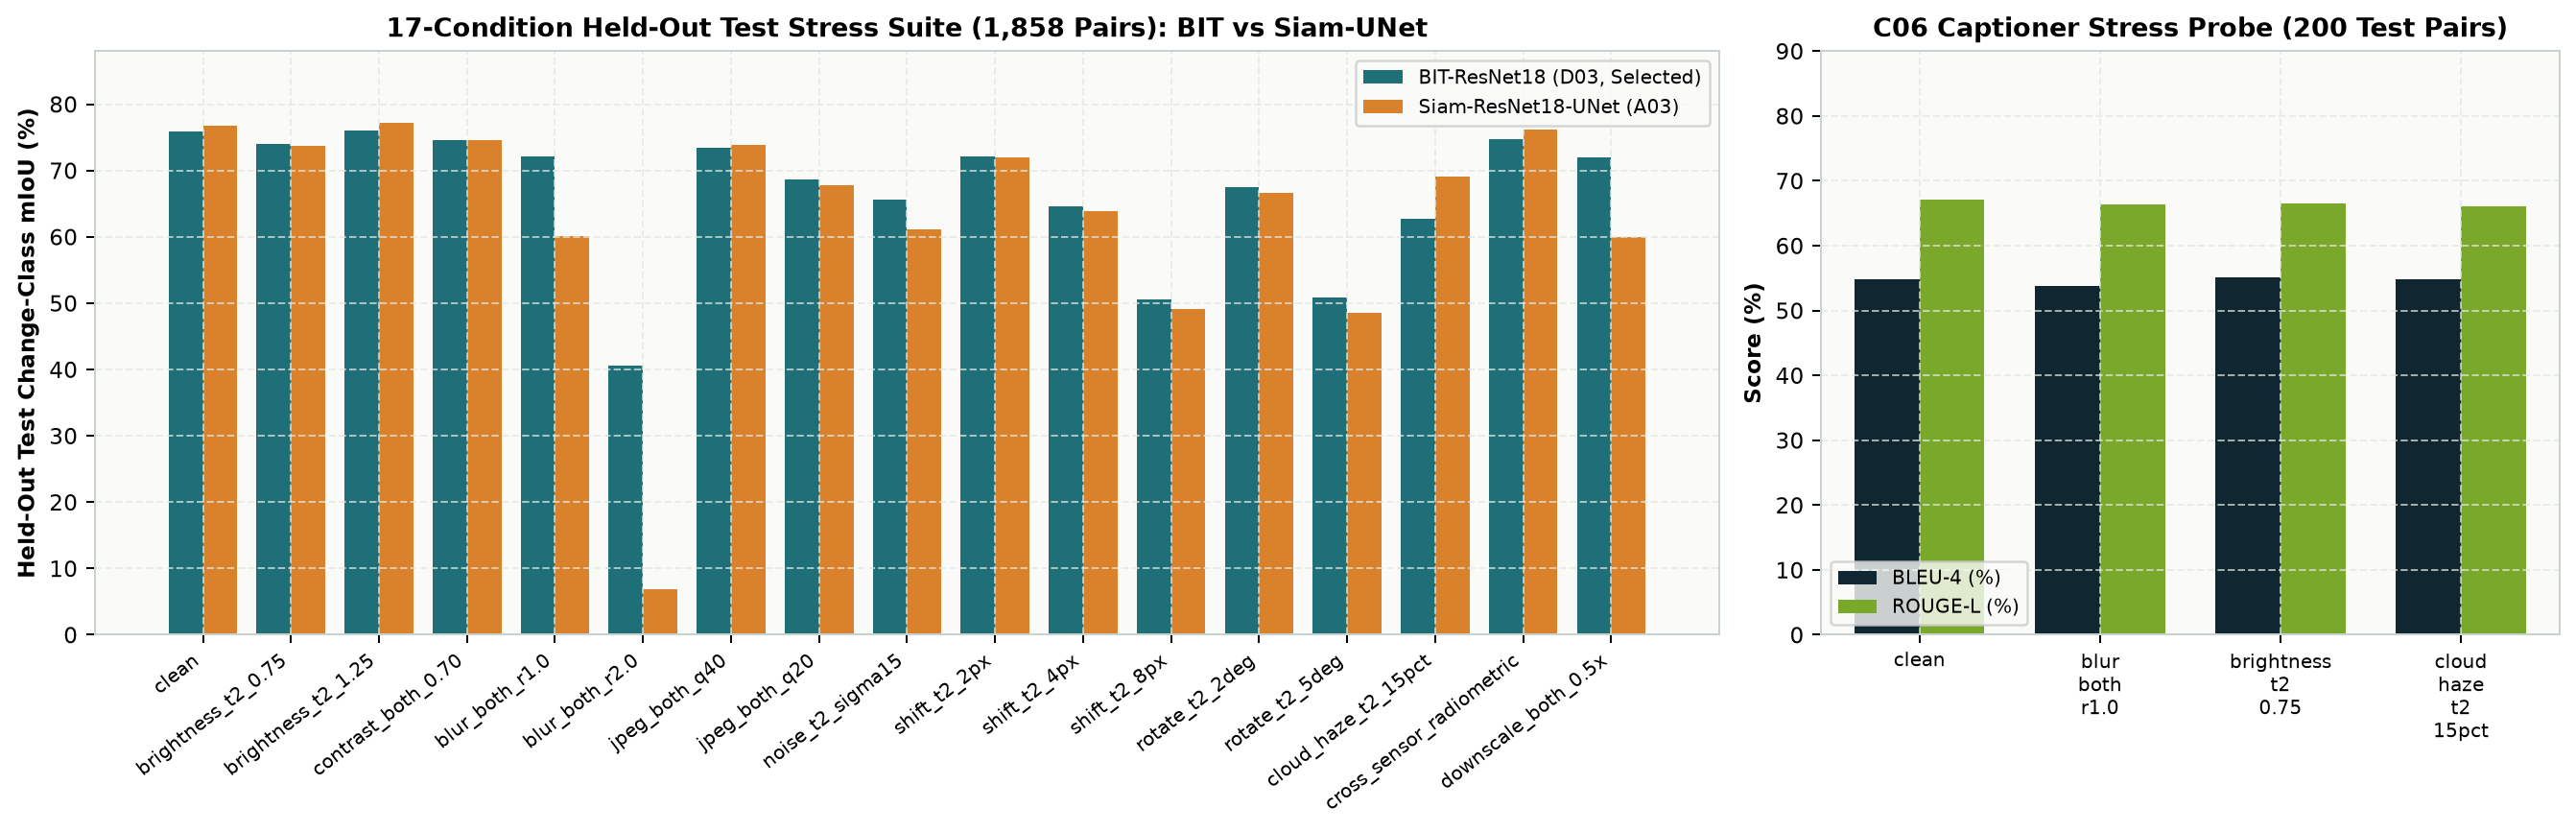 17-Condition Held-Out Test Stress Suite (1,858 Pairs): BIT vs Siam-UNet
Held-Out Test Change-Class mIoU (%)
80
70
60
50
40
30
20
10
0
BIT-ResNet18 (D03, Selected)
Siam-ResNet18-UNet (A03)
clean
brightness_t2_0.75
brightness_t2_1.25
contrast_both_0.70
blur_both_r1.0
blur_both_r2.0
jpeg_both_q40
jpeg_both_q20
noise_t2_sigma15
shift_t2_2px
shift_t2_4px
shift_t2_8px
rotate_t2_2deg
rotate_t2_5deg
cloud_haze_t2_15pct
cross_sensor_radiometric
downscale_both_0.5x
C06 Captioner Stress Probe (200 Test Pairs)
Score (%)
90
80
70
60
50
40
30
20
10
0
BLEU-4 (%)
ROUGE-L (%)
clean
blur
both
r1.0
brightness
t2
0.75
cloud
haze
t2
15pct